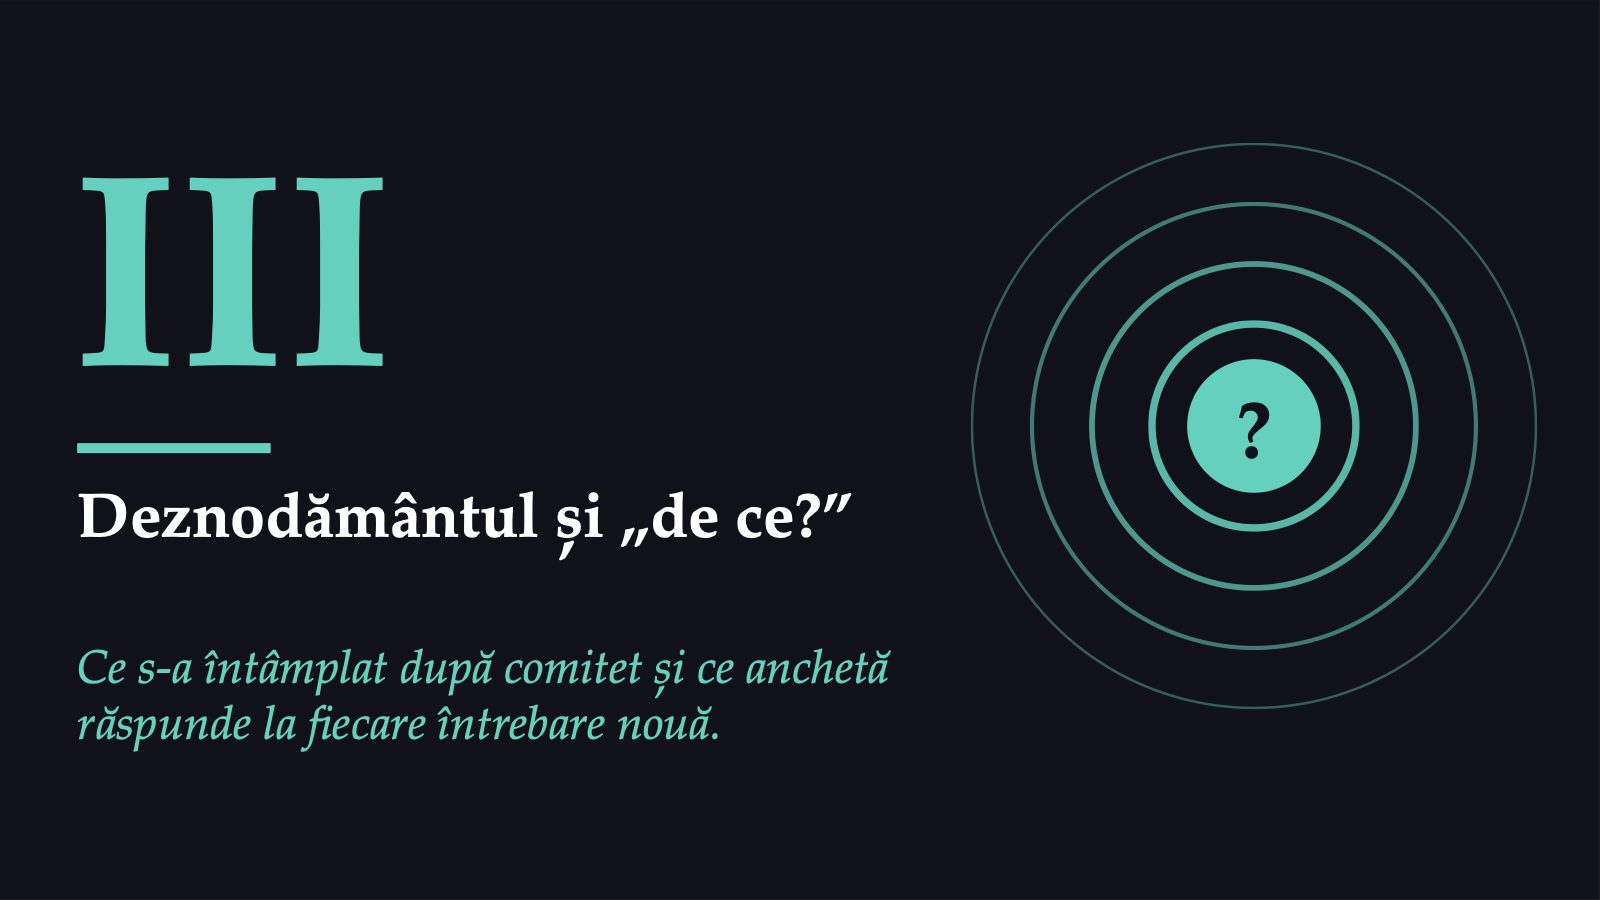 III
Deznodământul și „de ce?”
Ce s-a întâmplat după comitet și ce anchetă
răspunde la fiecare întrebare nouă.
?